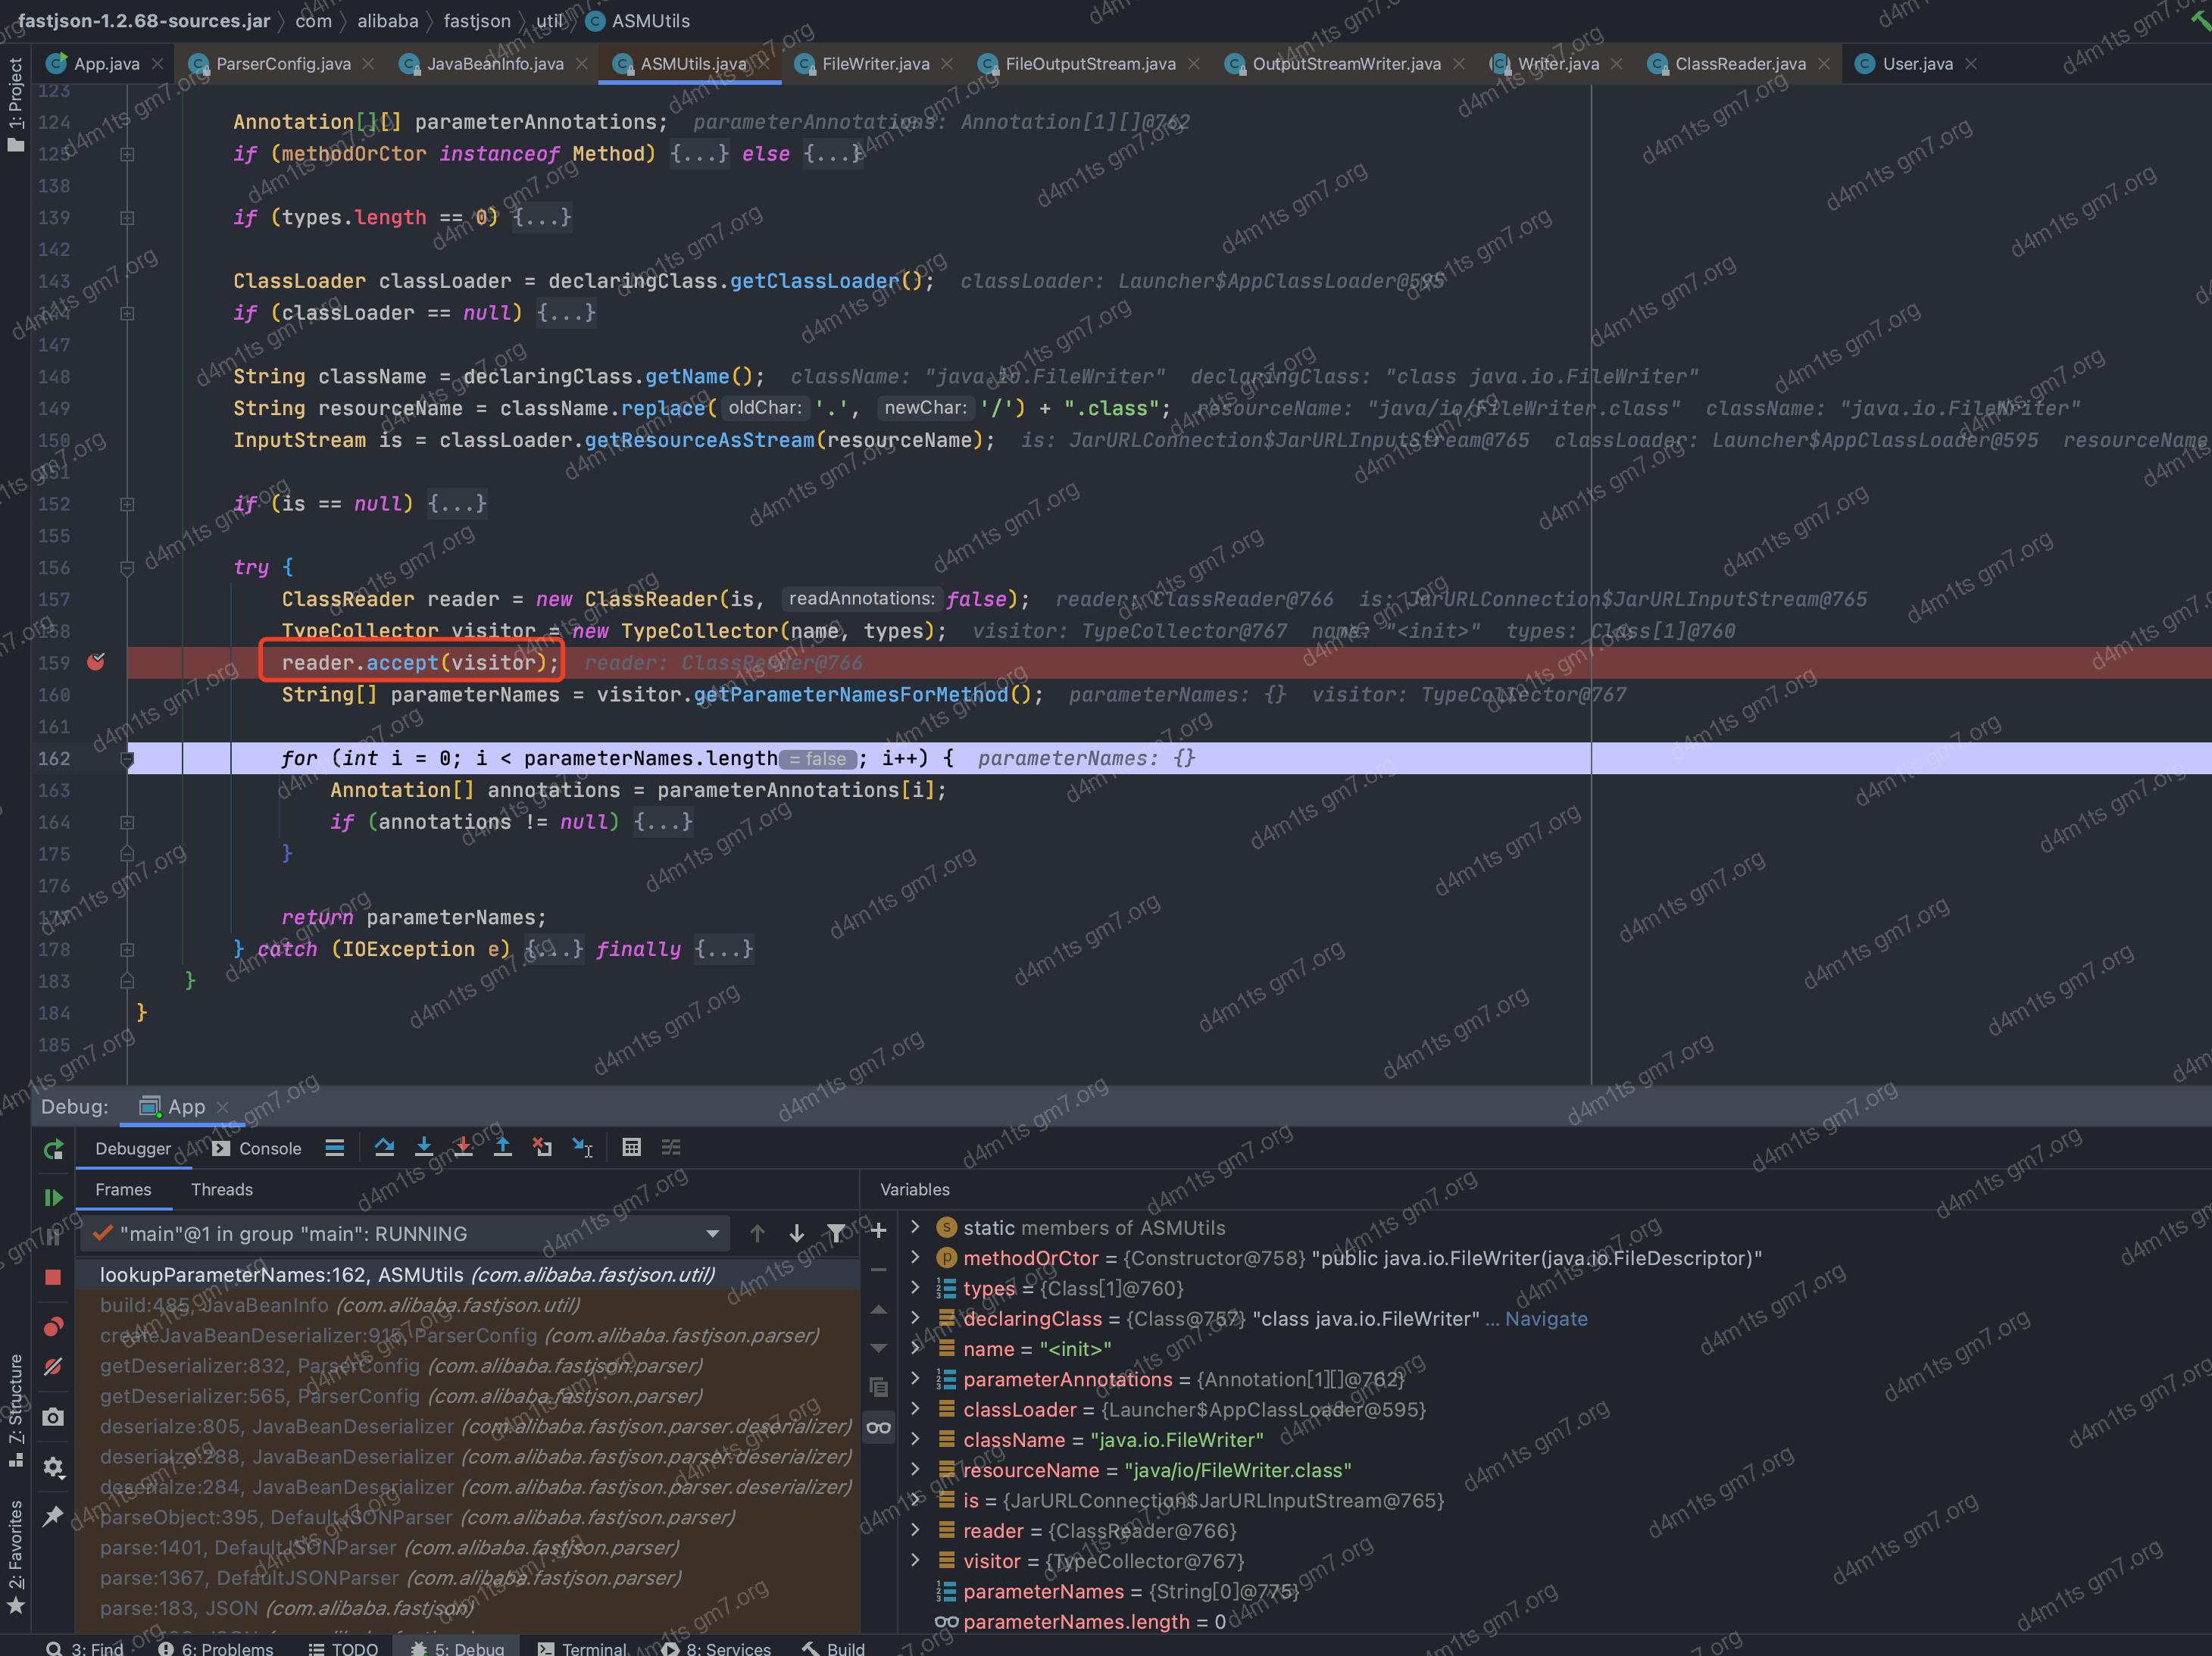 fastjson-1.2.68-sources.jar com alibaba fastjson util ASMUtils
App.java ParserConfig.java JavaBeanInfo.java ASMUtils.java FileWriter.java FileOutputStream.java OutputStreamWriter.java Writer.java ClassReader.java User.java
1: Project
123
124 Annotation[][] parameterAnnotations; parameterAnnotations: Annotation[1][]@762
125 if (methodOrCtor instanceof Method) {...} else {...}
138
139 if (types.length == 0) {...}
142
143 ClassLoader classLoader = declaringClass.getClassLoader(); classLoader: Launcher$AppClassLoader@595
144 if (classLoader == null) {...}
147
148 String className = declaringClass.getName(); className: "java.io.FileWriter" declaringClass: "class java.io.FileWriter"
149 String resourceName = className.replace( oldChar: '.', newChar: '/') + ".class"; resourceName: "java/io/FileWriter.class" className: "java.io.FileWriter"
150 InputStream is = classLoader.getResourceAsStream(resourceName); is: JarURLConnection$JarURLInputStream@765 classLoader: Launcher$AppClassLoader@595 resourceName
151
152 if (is == null) {...}
155
156 try {
157 ClassReader reader = new ClassReader(is, readAnnotations: false); reader: ClassReader@766 is: JarURLConnection$JarURLInputStream@765
158 TypeCollector visitor = new TypeCollector(name, types); visitor: TypeCollector@767 name: "<init>" types: Class[1]@760
159 reader.accept(visitor); reader: ClassReader@766
160 String[] parameterNames = visitor.getParameterNamesForMethod(); parameterNames: {} visitor: TypeCollector@767
161
162 for (int i = 0; i < parameterNames.length = false ; i++) { parameterNames: {}
163 Annotation[] annotations = parameterAnnotations[i];
164 if (annotations != null) {...}
175 }
176
177 return parameterNames;
178 } catch (IOException e) {...} finally {...}
183 }
184 }
185
Debug: App
Debugger Console
Frames Threads Variables
"main"@1 in group "main": RUNNING
lookupParameterNames:162, ASMUtils (com.alibaba.fastjson.util)
build:485, JavaBeanInfo (com.alibaba.fastjson.util)
createJavaBeanDeserializer:915, ParserConfig (com.alibaba.fastjson.parser)
getDeserializer:832, ParserConfig (com.alibaba.fastjson.parser)
getDeserializer:565, ParserConfig (com.alibaba.fastjson.parser)
deserialze:805, JavaBeanDeserializer (com.alibaba.fastjson.parser.deserializer)
deserialze:288, JavaBeanDeserializer (com.alibaba.fastjson.parser.deserializer)
deserialze:284, JavaBeanDeserializer (com.alibaba.fastjson.parser.deserializer)
parseObject:395, DefaultJSONParser (com.alibaba.fastjson.parser)
parse:1401, DefaultJSONParser (com.alibaba.fastjson.parser)
parse:1367, DefaultJSONParser (com.alibaba.fastjson.parser)
parse:183, JSON (com.alibaba.fastjson)
static members of ASMUtils
methodOrCtor = {Constructor@758} "public java.io.FileWriter(java.io.FileDescriptor)"
types = {Class[1]@760}
declaringClass = {Class@757} "class java.io.FileWriter" ... Navigate
name = "<init>"
parameterAnnotations = {Annotation[1][]@762}
classLoader = {Launcher$AppClassLoader@595}
className = "java.io.FileWriter"
resourceName = "java/io/FileWriter.class"
is = {JarURLConnection$JarURLInputStream@765}
reader = {ClassReader@766}
visitor = {TypeCollector@767}
parameterNames = {String[0]@775}
parameterNames.length = 0
7: Structure
2: Favorites
3: Find 6: Problems TODO 5: Debug Terminal 8: Services Build
d4m1ts gm7.org